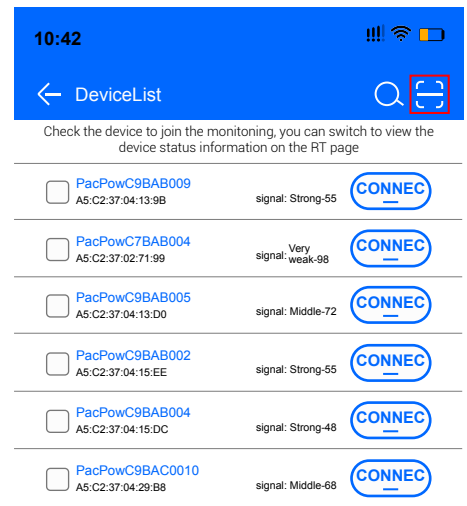 10:42
DeviceList
Check the device to join the monitoning, you can switch to view the
device status information on the RT page
PacPowC9BAB009
A5:C2:37:04:13:9B
signal: Strong-55
CONNEC
PacPowC7BAB004
A5:C2:37:02:71:99
signal: Very
weak-98
CONNEC
PacPowC9BAB005
A5:C2:37:04:13:D0
signal: Middle-72
CONNEC
PacPowC9BAB002
A5:C2:37:04:15:EE
signal: Strong-55
CONNEC
PacPowC9BAB004
A5:C2:37:04:15:DC
signal: Strong-48
CONNEC
PacPowC9BAC0010
A5:C2:37:04:29:B8
signal: Middle-68
CONNEC